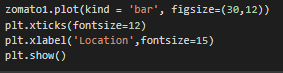 zomato1.plot(kind = 'bar', figsize=(30,12))
plt.xticks(fontsize=12)
plt.xlabel('Location',fontsize=15)
plt.show()